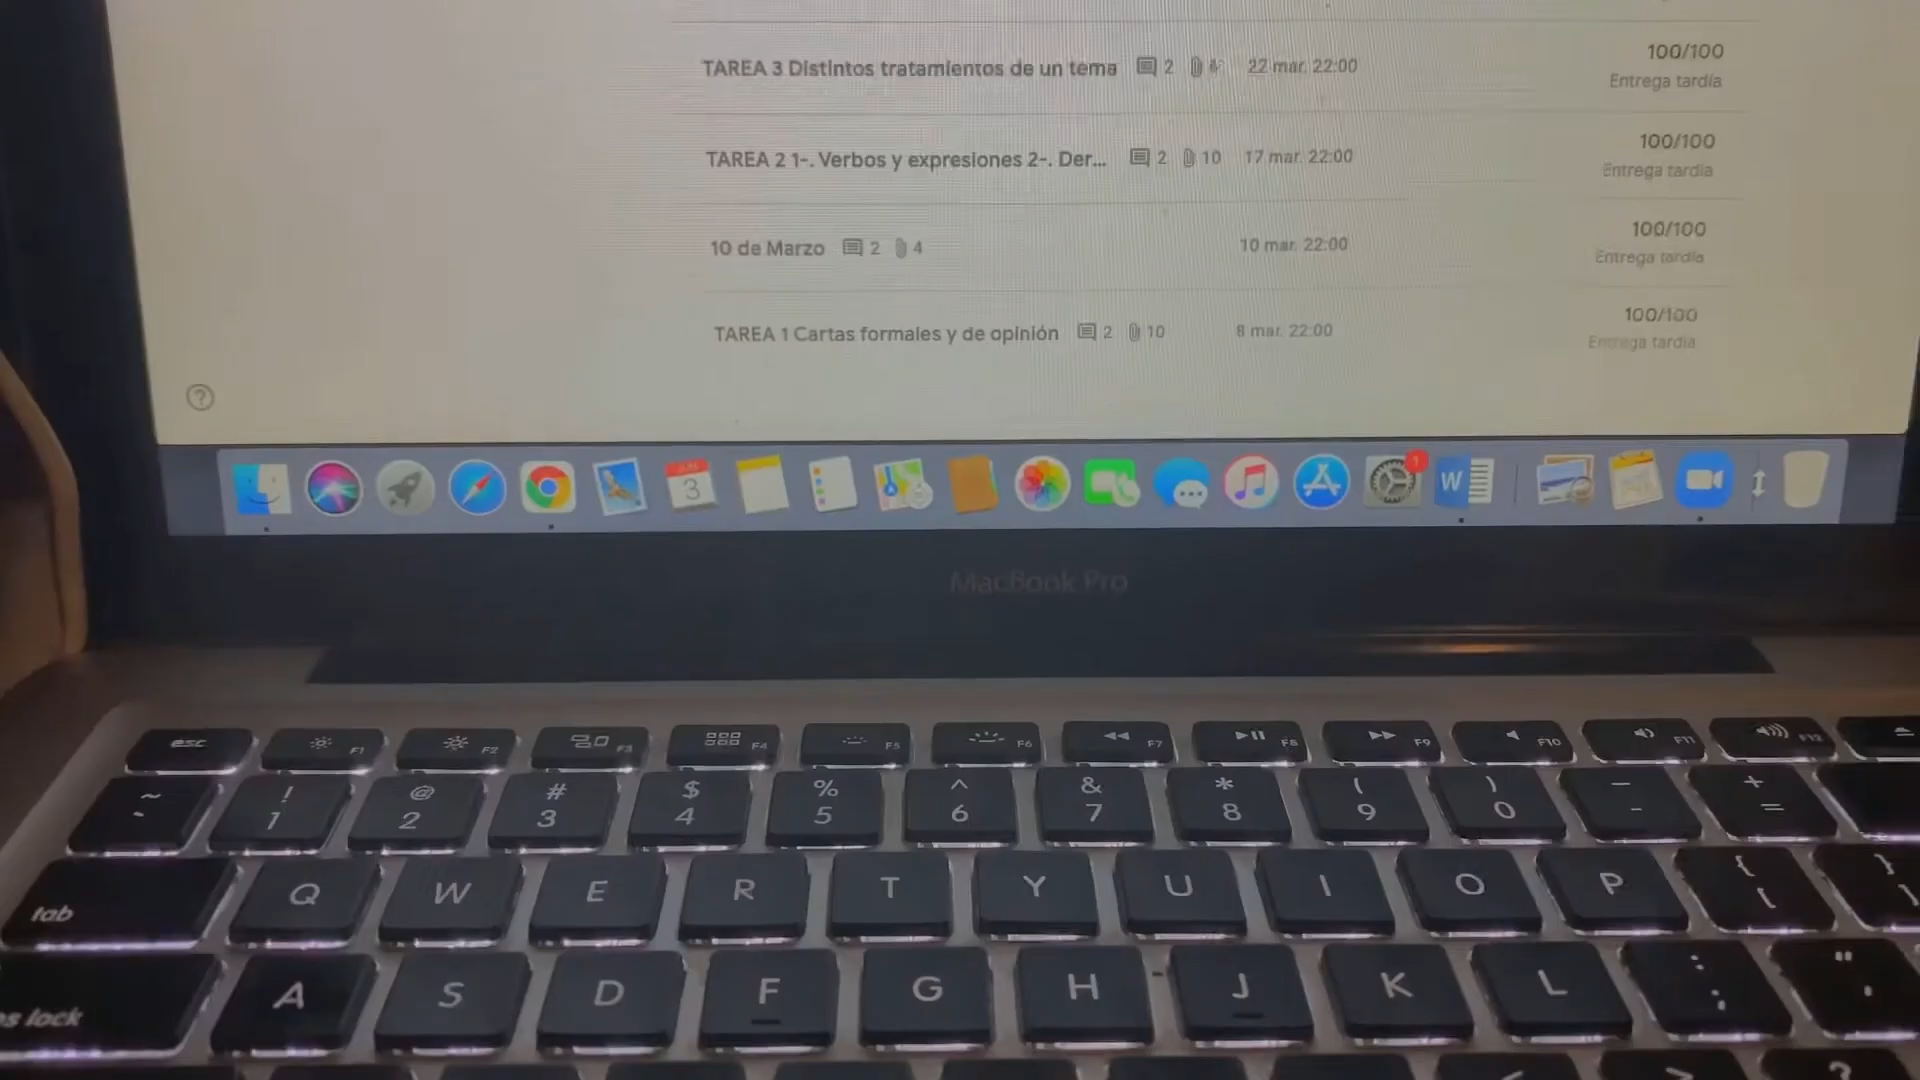 TAREA 3 Distintos tratamientos de un tema 2 22 mar. 22:00 100/100
Entrega tardía
TAREA 2 1-. Verbos y expresiones 2-. Der... 2 10 17 mar. 22:00 100/100
Entrega tardía
10 de Marzo 2 4 10 mar. 22:00 100/100
Entrega tardía
TAREA 1 Cartas formales y de opinión 2 10 8 mar. 22:00 100/100
Entrega tardía
?
3
1
W
MacBook Pro
esc F1 F2 F3 F4 F5 F6 F7 F8 F9 F10 F11 F12
~ ! @ # $ % ^ & * ( ) — +
1 2 3 4 5 6 7 8 9 0 - =
tab Q W E R T Y U I O P { [ }
s lock A S D F G H J K L : ; " '
< > ?